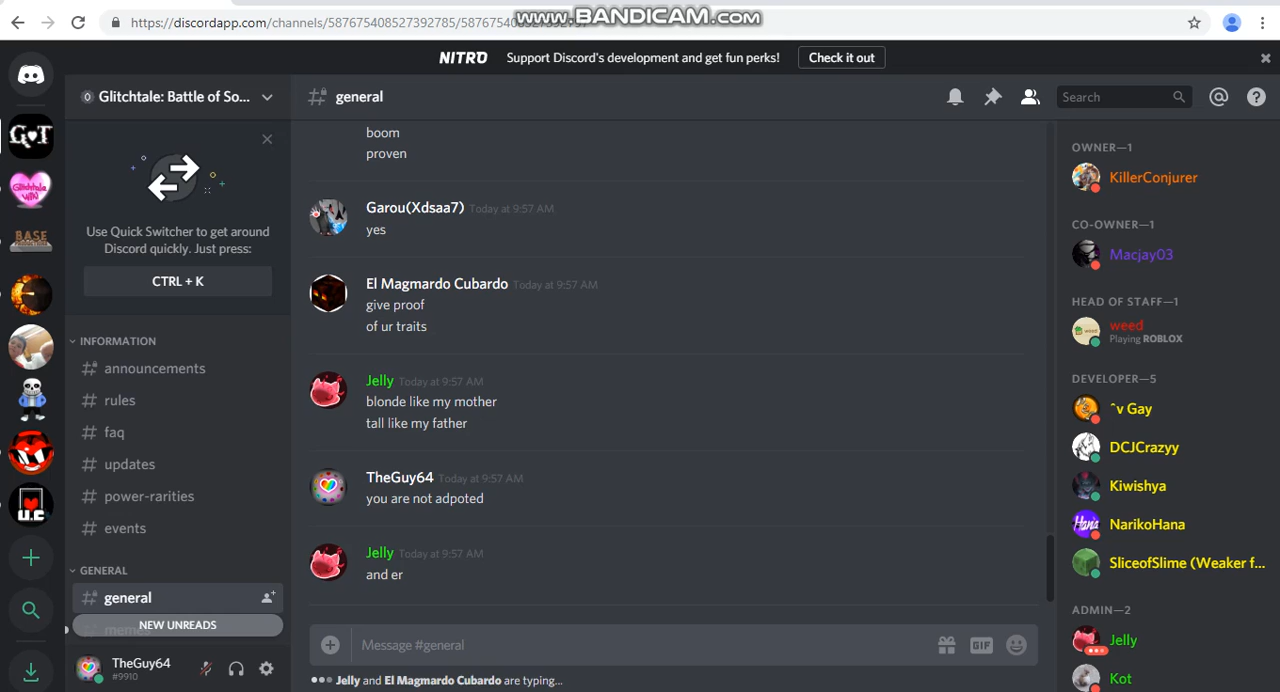 https://discordapp.com/channels/587675408527392785/58767540
www.BANDICAM.com
NITRO Support Discord's development and get fun perks! Check it out
Glitchtale: Battle of So...
general
Search
Use Quick Switcher to get around
Discord quickly. Just press:
CTRL + K
INFORMATION
announcements
rules
faq
updates
power-rarities
events
GENERAL
general
NEW UNREADS
memes
TheGuy64
#9910
boom
proven
Garou(Xdsaa7) Today at 9:57 AM
yes
El Magmardo Cubardo Today at 9:57 AM
give proof
of ur traits
Jelly Today at 9:57 AM
blonde like my mother
tall like my father
TheGuy64 Today at 9:57 AM
you are not adpoted
Jelly Today at 9:57 AM
and er
Message #general
GIF
Jelly and El Magmardo Cubardo are typing...
OWNER—1
KillerConjurer
CO-OWNER—1
Macjay03
HEAD OF STAFF—1
weed
Playing ROBLOX
DEVELOPER—5
^v Gay
DCJCrazyy
Kiwishya
NarikoHana
SliceofSlime (Weaker f...
ADMIN—2
Jelly
Kot
G♥T
BASE
U.C
Hana